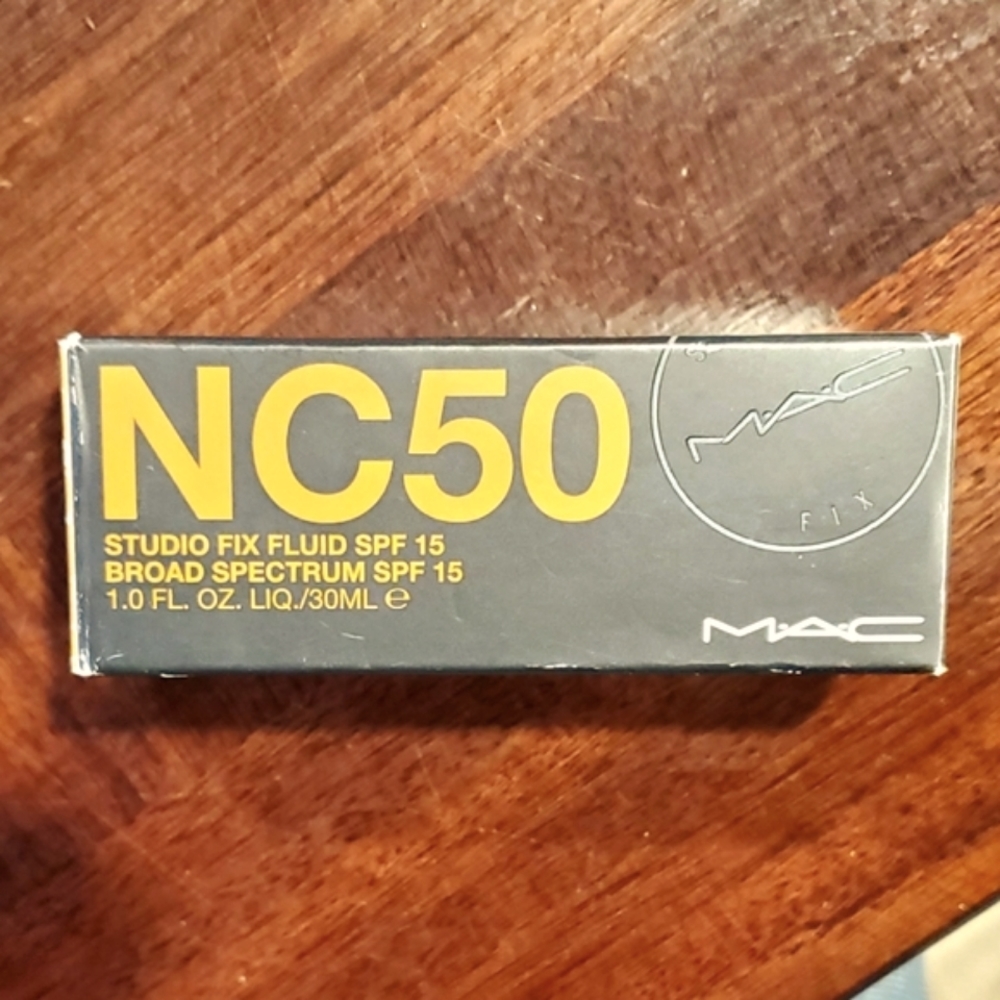 NC50
STUDIO FIX FLUID SPF 15
BROAD SPECTRUM SPF 15
1.0 FL. OZ. LIQ./30ML ℮
M·A·C
FIX
M·A·C